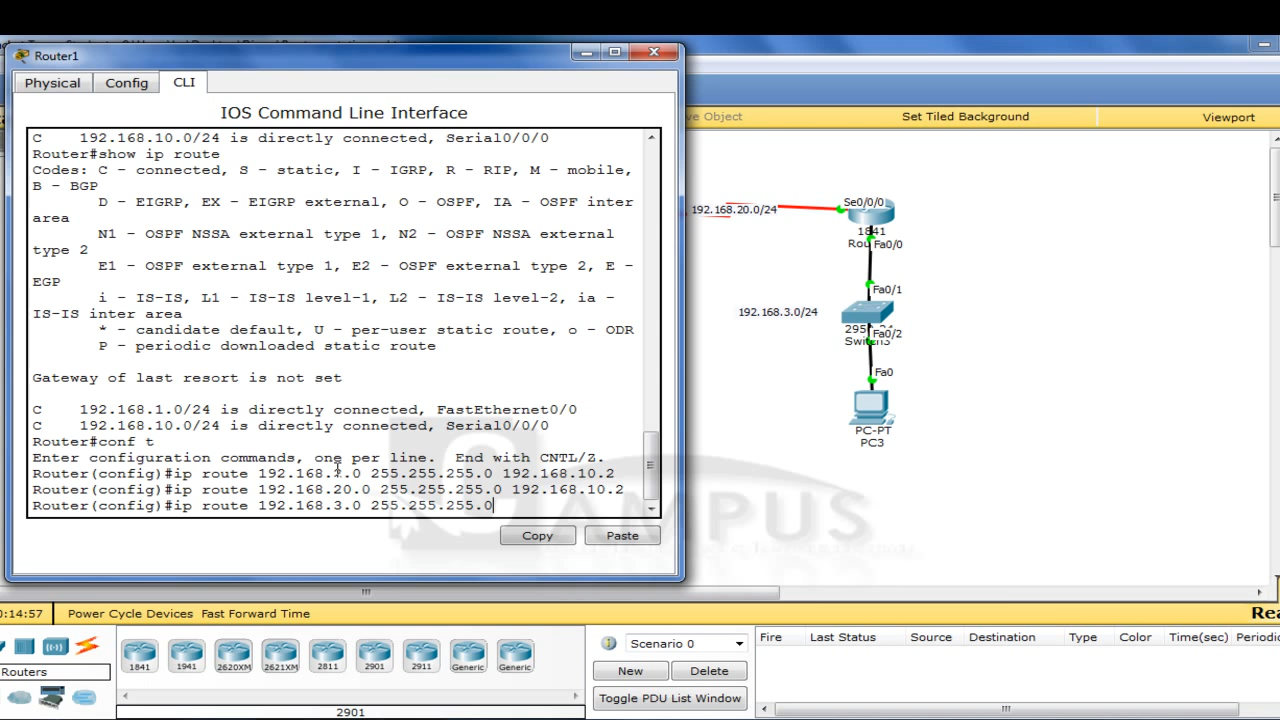 Router1
Physical
Config
CLI
IOS Command Line Interface
C 192.168.10.0/24 is directly connected, Serial0/0/0
Router#show ip route
Codes: C - connected, S - static, I - IGRP, R - RIP, M - mobile,
B - BGP
D - EIGRP, EX - EIGRP external, O - OSPF, IA - OSPF inter
area
N1 - OSPF NSSA external type 1, N2 - OSPF NSSA external
type 2
E1 - OSPF external type 1, E2 - OSPF external type 2, E -
EGP
i - IS-IS, L1 - IS-IS level-1, L2 - IS-IS level-2, ia -
IS-IS inter area
* - candidate default, U - per-user static route, o - ODR
P - periodic downloaded static route
Gateway of last resort is not set
C 192.168.1.0/24 is directly connected, FastEthernet0/0
C 192.168.10.0/24 is directly connected, Serial0/0/0
Router#conf t
Enter configuration commands, one per line. End with CNTL/Z.
Router(config)#ip route 255.255.255.0 192.168.10.2
Router(config)#ip route 192.168.20.0 255.255.255.0 192.168.10.2
Router(config)#ip route 192.168.3.0 255.255.255.0
Copy
Paste
Object
Set Tiled Background
Viewport
192.168.20.0/24
Se0/0/0
1841
Fa0/0
Fa0/1
192.168.3.0/24
Fa0/2
Fa0
PC-PT
PC3
AMPUS
:14:57
Power Cycle Devices
Fast Forward Time
Routers
1841
1941
2620XM
2621XM
2811
2901
2911
Generic
Generic
2901
Scenario 0
New
Delete
Toggle PDU List Window
Fire
Last Status
Source
Destination
Type
Color
Time(sec)